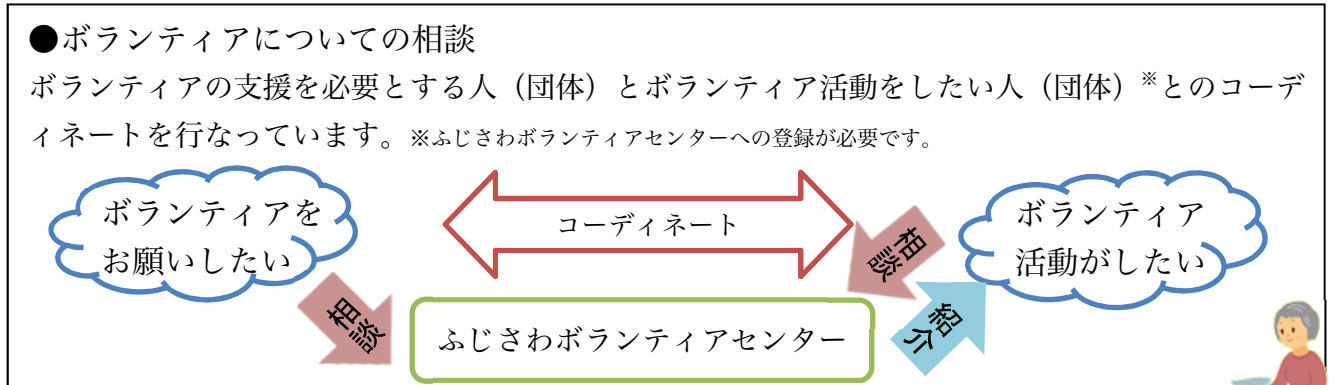 ●ボランティアについての相談
ボランティアの支援を必要とする人（団体）とボランティア活動をしたい人（団体）※とのコーデ
ィネートを行なっています。※ふじさわボランティアセンターへの登録が必要です。
ボランティアを
お願いしたい
コーディネート
ボランティア
活動がしたい
相談
相談
紹介
ふじさわボランティアセンター